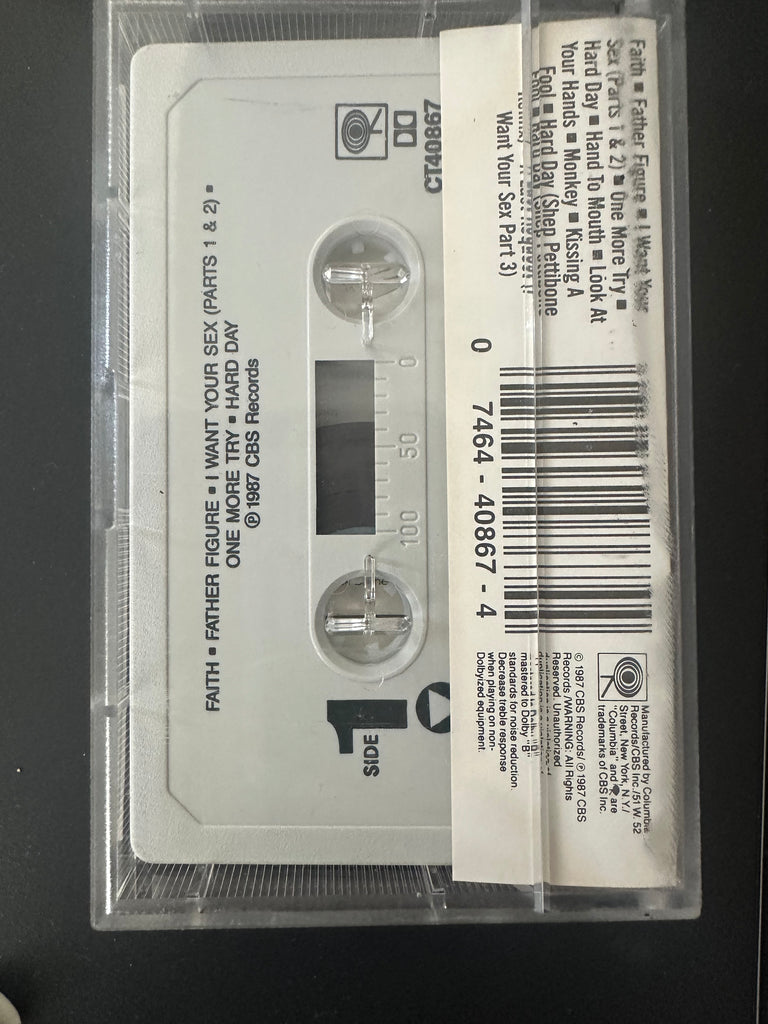 FAITH ▪ FATHER FIGURE ▪ I WANT YOUR SEX (PARTS 1 & 2) ▪
ONE MORE TRY ▪ HARD DAY
℗ 1987 CBS Records
SIDE
1
0
50
100
CT40867
Faith ▪ Father Figure ▪ I Want Your
Sex (Parts 1 & 2) ▪ One More Try ▪
Hard Day ▪ Hand To Mouth ▪ Look At
Your Hands ▪ Monkey ▪ Kissing A
Fool ▪ Hard Day (Shep Pettibone
Want Your Sex Part 3)
0 7464-40867-4
Manufactured by Columbia
Records/CBS Inc./51 W. 52
Street, New York, N.Y./
"Columbia" and are
trademarks of CBS Inc.
© 1987 CBS Records/ ℗ 1987 CBS
Records/WARNING: All Rights
Reserved. Unauthorized
mastered to Dolby "B"
standards for noise reduction.
Decrease treble response
when playing on non-
Dolbyized equipment.